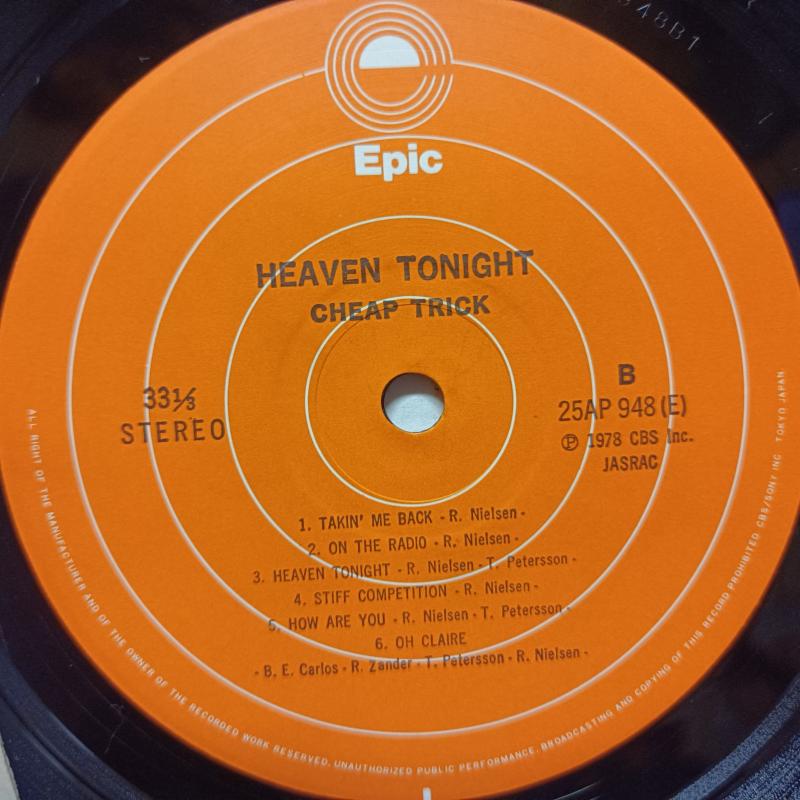 Epic
HEAVEN TONIGHT
CHEAP TRICK
33⅓
STEREO
B
25AP 948 (E)
Ⓟ 1978 CBS Inc.
JASRAC
1. TAKIN' ME BACK - R. Nielsen -
2. ON THE RADIO - R. Nielsen -
3. HEAVEN TONIGHT - R. Nielsen - T. Petersson -
4. STIFF COMPETITION - R. Nielsen -
5. HOW ARE YOU - R. Nielsen - T. Petersson -
6. OH CLAIRE
- B. E. Carlos - R. Zander - T. Petersson - R. Nielsen -
ALL RIGHT OF THE MANUFACTURER AND OF THE OWNER OF THE RECORDED WORK RESERVED. UNAUTHORIZED PUBLIC PERFORMANCE. BROADCASTING AND COPYING OF THIS RECORD PROHIBITED CBS/SONY INC TOKYO JAPAN